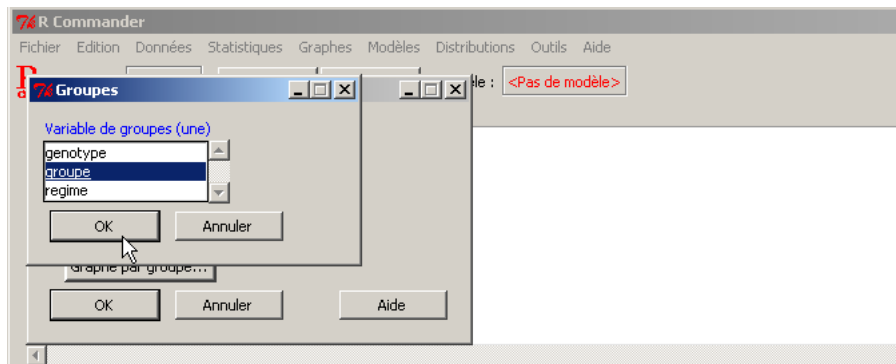 R Commander
Fichier Edition Données Statistiques Graphes Modèles Distributions Outils Aide
<Pas de modèle>
Groupes
Variable de groupes (une)
genotype
groupe
regime
OK Annuler
Graphe par groupe...
OK Annuler Aide